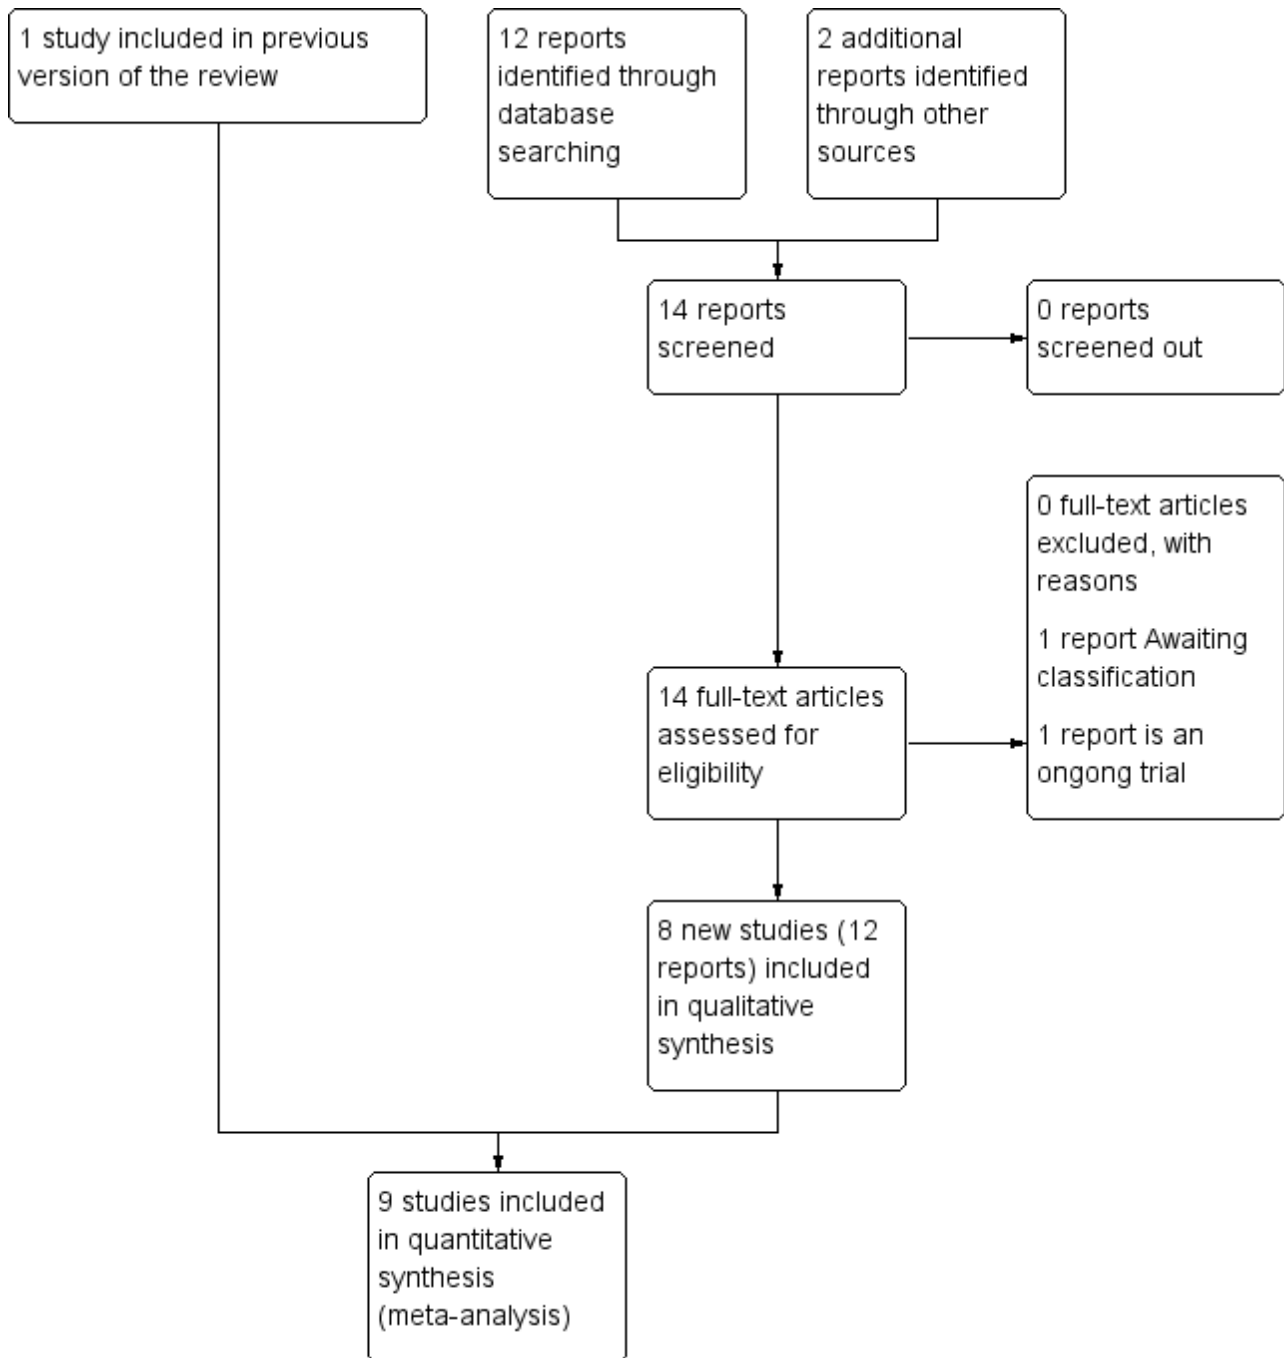 1 study included in previous
version of the review
12 reports
identified through
database
searching
2 additional
reports identified
through other
sources
14 reports
screened
0 reports
screened out
0 full-text articles
excluded, with
reasons
1 report Awaiting
classification
1 report is an
ongong trial
14 full-text articles
assessed for
eligibility
8 new studies (12
reports) included
in qualitative
synthesis
9 studies included
in quantitative
synthesis
(meta-analysis)